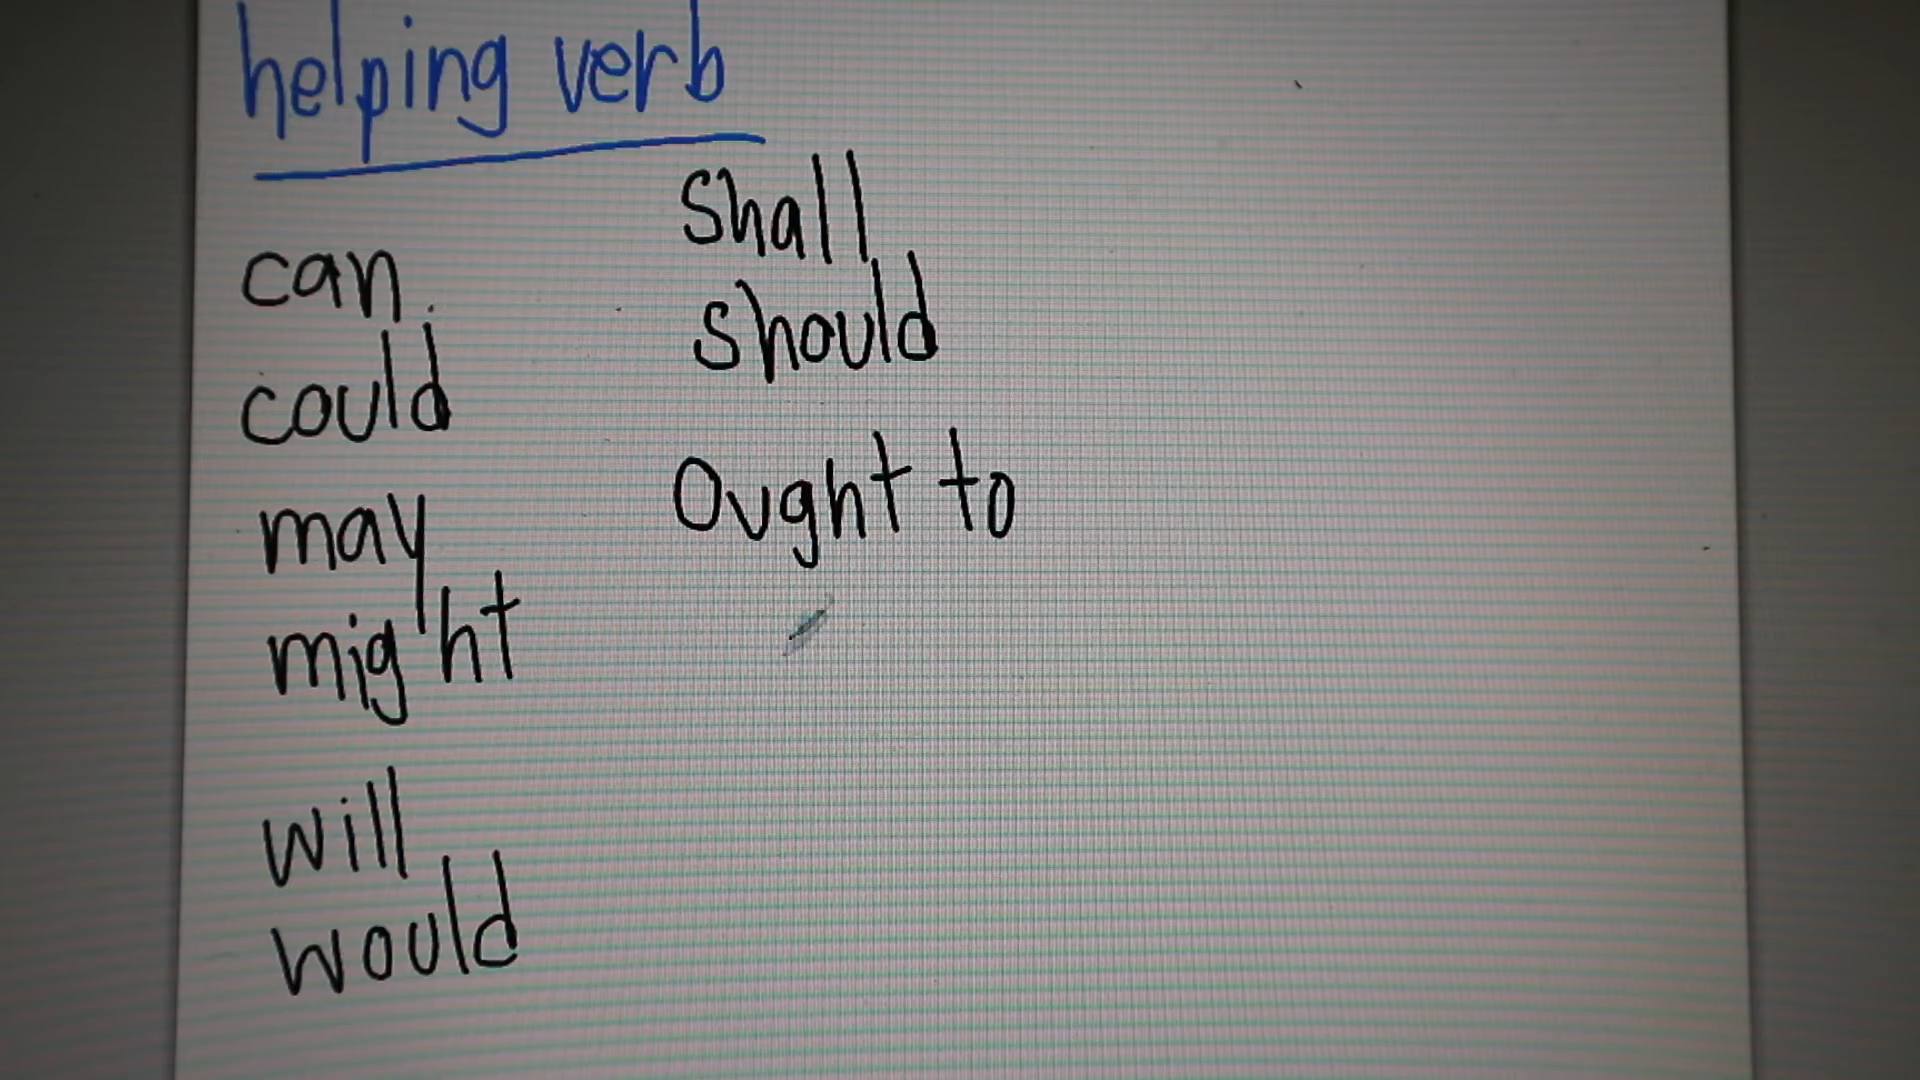 helping verb
can
could
may
might
will
would
Shall
should
Ought to